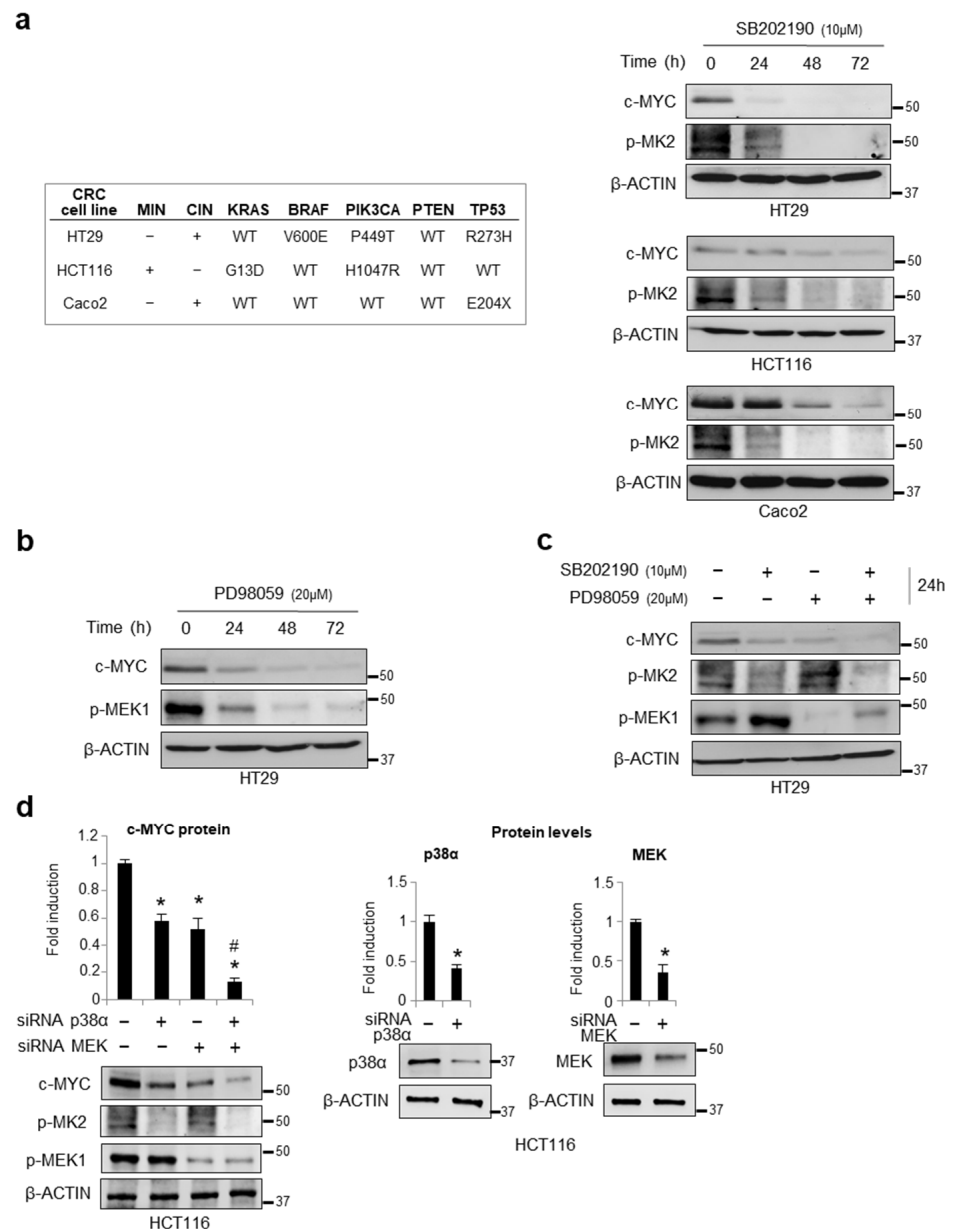 a
CRC
cell line MIN CIN KRAS BRAF PIK3CA PTEN TP53
HT29 − + WT V600E P449T WT R273H
HCT116 + − G13D WT H1047R WT WT
Caco2 − + WT WT WT WT E204X
SB202190 (10μM)
Time (h) 0 24 48 72
c-MYC 50
p-MK2 50
β-ACTIN 37
HT29
c-MYC 50
p-MK2 50
β-ACTIN 37
HCT116
c-MYC 50
p-MK2 50
β-ACTIN 37
Caco2
b
PD98059 (20μM)
Time (h) 0 24 48 72
c-MYC 50
p-MEK1 50
β-ACTIN 37
HT29
c
SB202190 (10μM) − + − +
PD98059 (20μM) − − + +
24h
c-MYC 50
p-MK2 50
p-MEK1 50
β-ACTIN 37
HT29
d
c-MYC protein
Fold induction
1.2
1
0.8
0.6
0.4
0.2
0
* * # *
siRNA p38α − + − +
siRNA MEK − − + +
c-MYC 50
p-MK2 50
p-MEK1 50
β-ACTIN 37
HCT116
Protein levels
p38α
Fold induction
1.5
1
0.5
0
*
siRNA p38α − +
p38α 37
β-ACTIN 37
MEK
Fold induction
1.5
1
0.5
0
*
siRNA MEK − +
MEK 50
β-ACTIN 37
HCT116